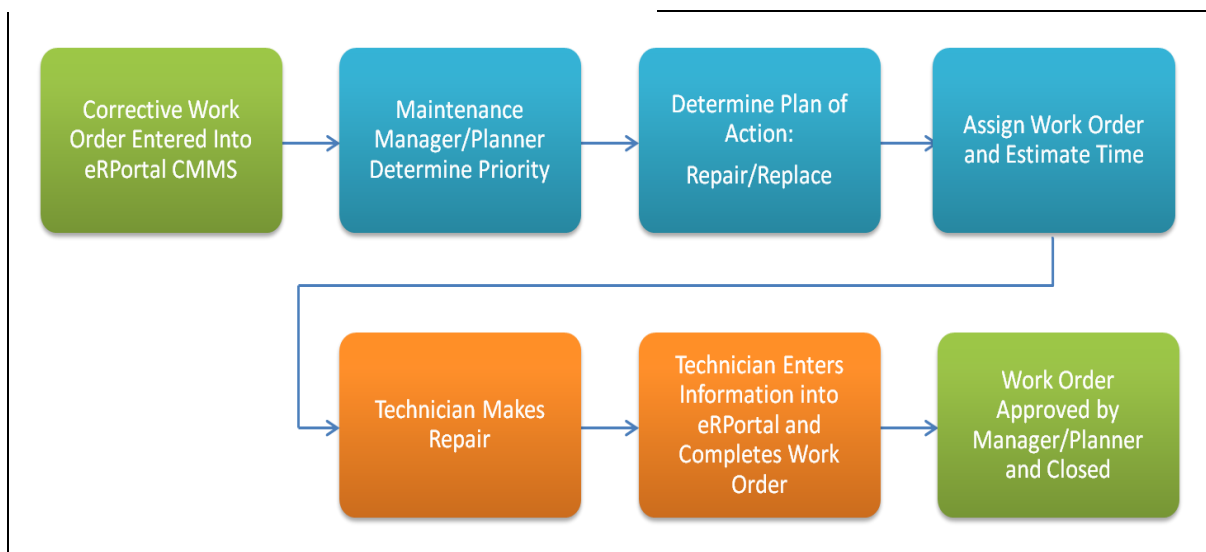 Corrective Work
Order Entered Into
eRPortal CMMS
Maintenance
Manager/Planner
Determine Priority
Determine Plan of
Action:
Repair/Replace
Assign Work Order
and Estimate Time
Technician Makes
Repair
Technician Enters
Information into
eRPortal and
Completes Work
Order
Work Order
Approved by
Manager/Planner
and Closed